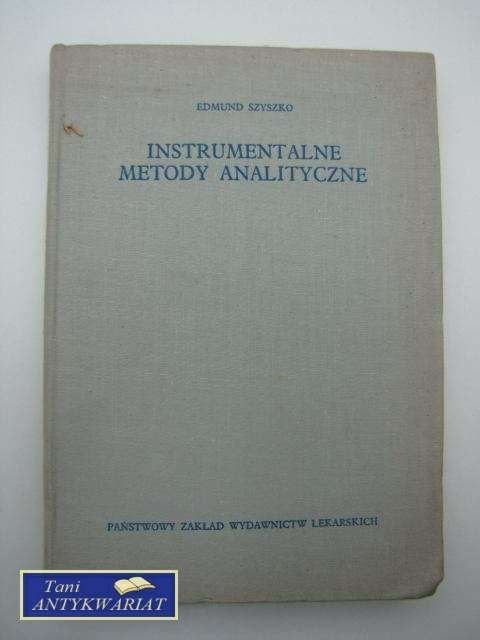 EDMUND SZYSZKO
INSTRUMENTALNE
METODY ANALITYCZNE
PAŃSTWOWY ZAKŁAD WYDAWNICTW LEKARSKICH
Tani
ANTYKWARIAT